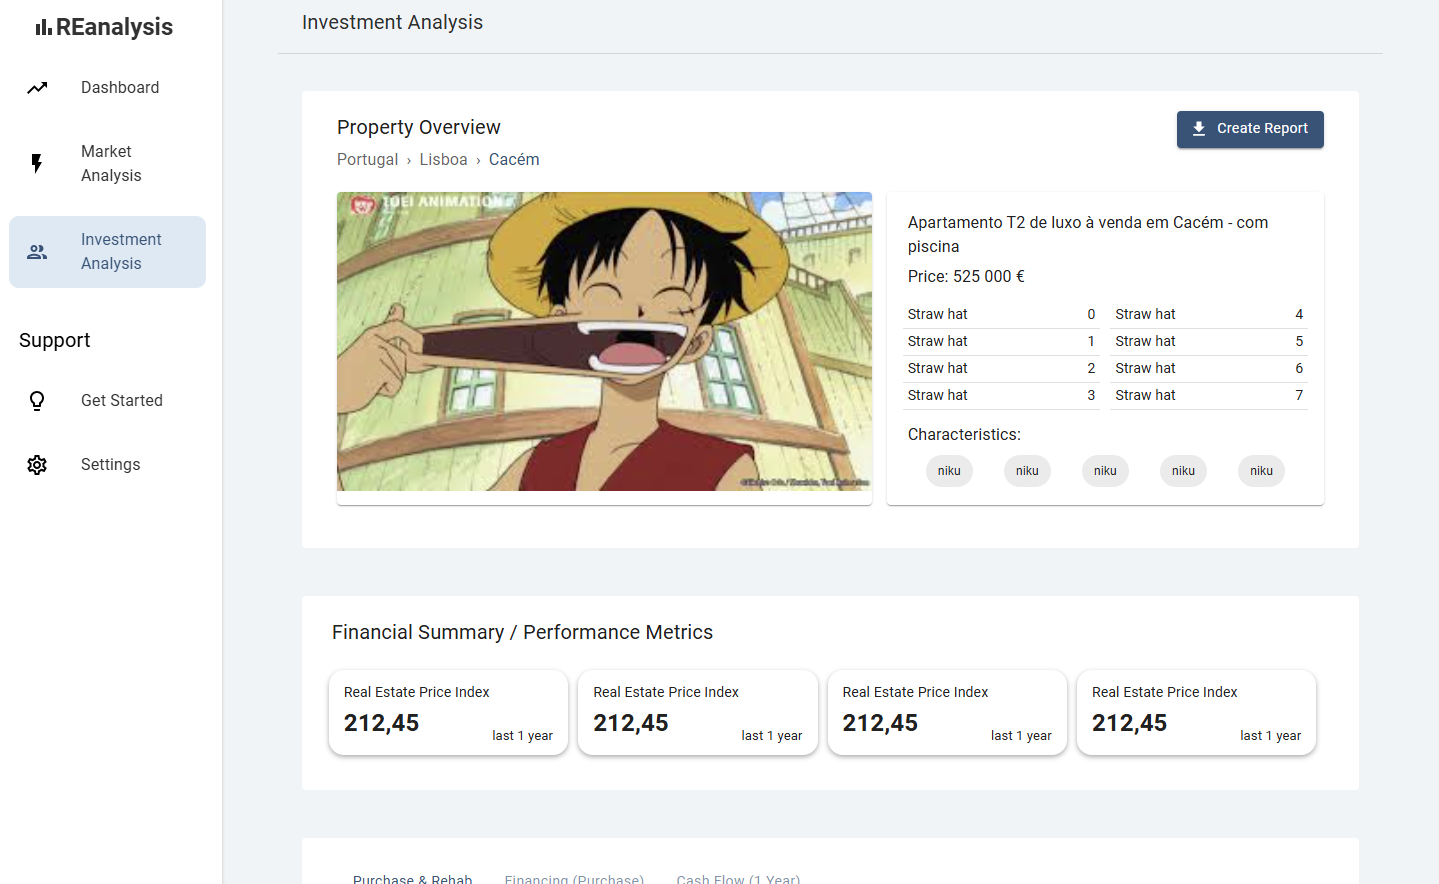 REanalysis
Dashboard
Market
Analysis
Investment
Analysis
Support
Get Started
Settings
Investment Analysis
Property Overview
Create Report
Portugal › Lisboa › Cacém
TOEI ANIMATION
Apartamento T2 de luxo à venda em Cacém - com
piscina
Price: 525 000 €
Straw hat 0 Straw hat 4
Straw hat 1 Straw hat 5
Straw hat 2 Straw hat 6
Straw hat 3 Straw hat 7
Characteristics:
niku niku niku niku niku
Financial Summary / Performance Metrics
Real Estate Price Index
212,45
last 1 year
Real Estate Price Index
212,45
last 1 year
Real Estate Price Index
212,45
last 1 year
Real Estate Price Index
212,45
last 1 year
Purchase & Rehab Financing (Purchase) Cash Flow (1 Year)